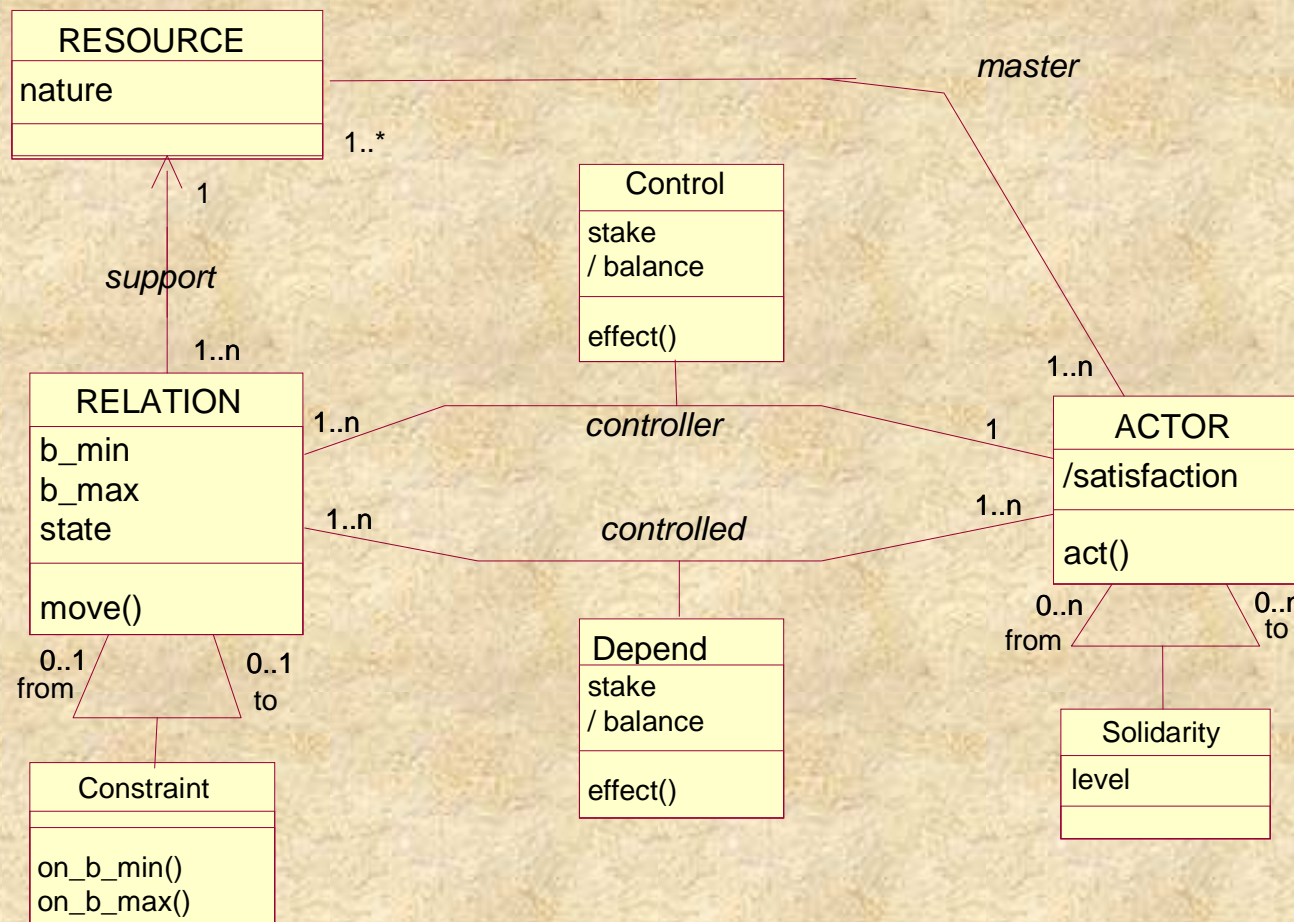 RESOURCE
nature
master
1..*
1
support
1..n
Control
stake
/ balance
effect()
1..n
RELATION
b_min
b_max
state
move()
1..n
controller
1
ACTOR
/satisfaction
act()
1..n
controlled
1..n
0..1
from
0..1
to
Depend
stake
/ balance
effect()
0..n
from
0..n
to
Constraint
on_b_min()
on_b_max()
Solidarity
level